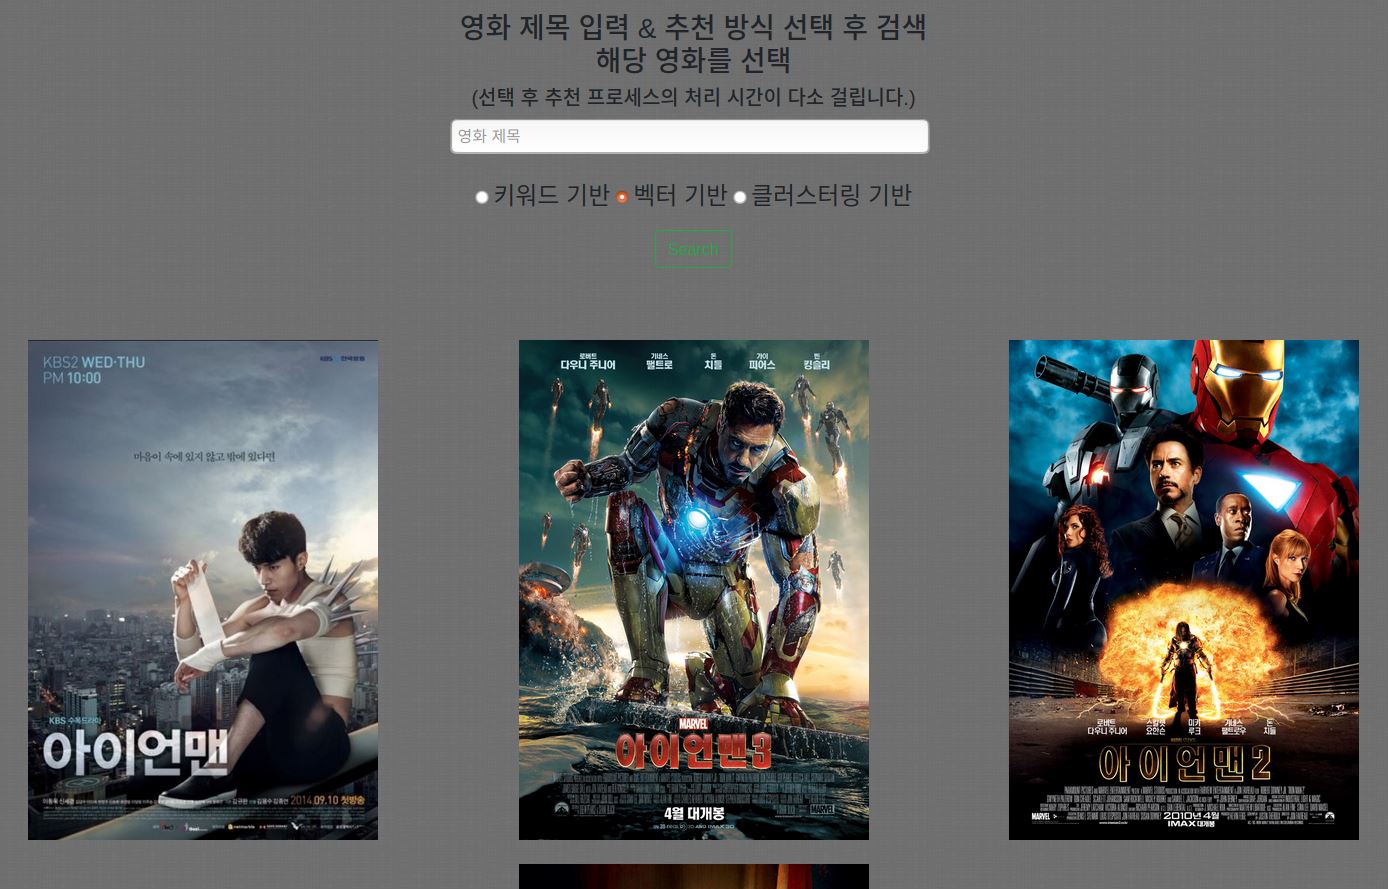 영화 제목 입력 & 추천 방식 선택 후 검색
해당 영화를 선택
(선택 후 추천 프로세스의 처리 시간이 다소 걸립니다.)
영화 제목
키워드 기반 벡터 기반 클러스터링 기반
Search
KBS2 WED·THU
PM 10:00
마음이 속에 있지 않고 밖에 있다면
KBS 수목드라마
아이언맨
2014.09.10 첫방송
로버트 다우니 주니어
기네스 팰트로
돈 치들
가이 피어스
벤 킹슬리
MARVEL
아이언맨3
4월 대개봉
로버트 다우니 주니어
스칼렛 요한슨
미키 루크
기네스 팰트로우
돈 치들
아이언맨2
MARVEL
2010년 4월
IMAX 대개봉